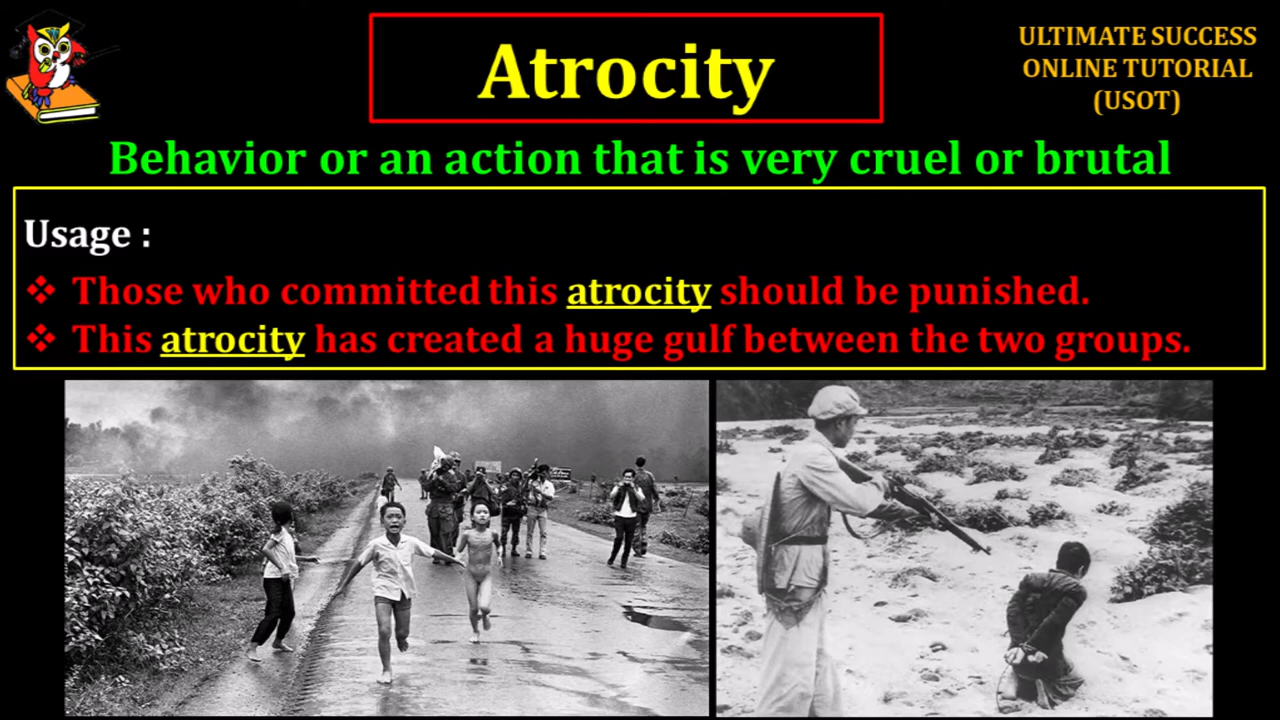 Atrocity
ULTIMATE SUCCESS
ONLINE TUTORIAL
(USOT)
Behavior or an action that is very cruel or brutal
Usage :
❖ Those who committed this atrocity should be punished.
❖ This atrocity has created a huge gulf between the two groups.